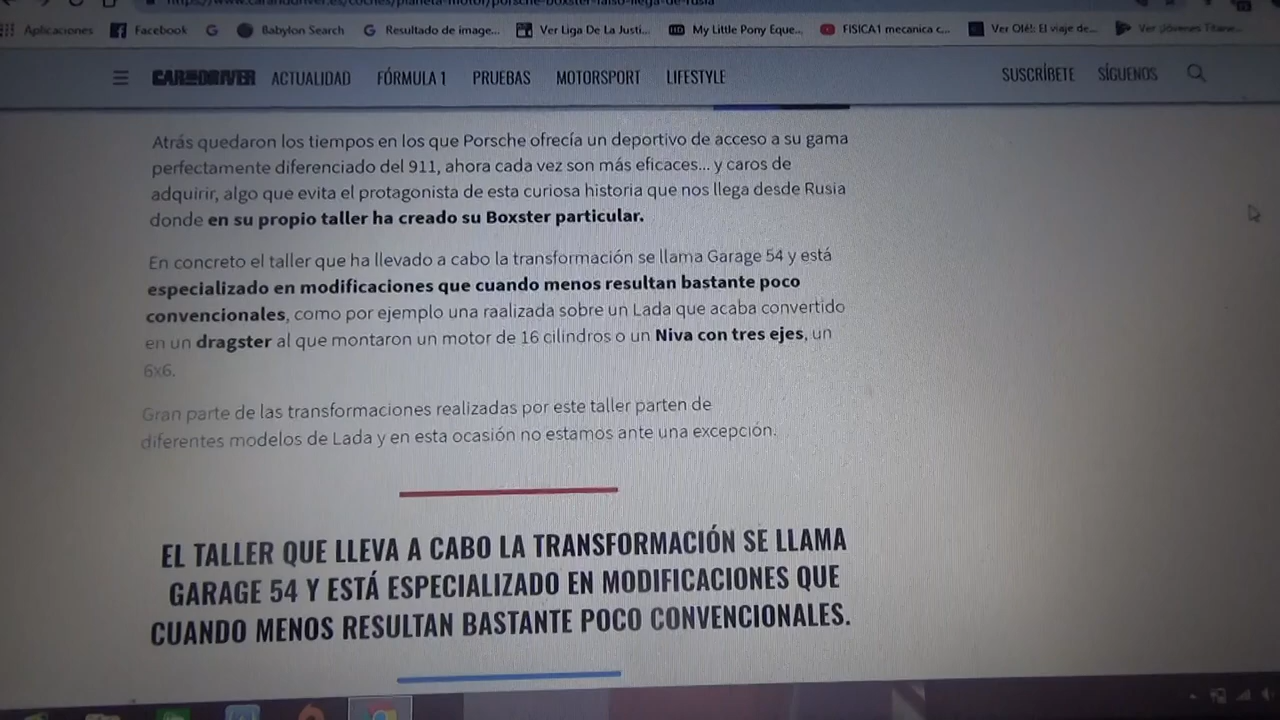 Aplicaciones Facebook Babylon Search Resultado de image... Ver Liga De La Justi... My Little Pony Eque... FISICA1 mecanica c... Ver Olé!: El viaje de... Ver Jóvenes Titane...
CAR AND DRIVER ACTUALIDAD FÓRMULA 1 PRUEBAS MOTORSPORT LIFESTYLE SUSCRÍBETE SÍGUENOS
Atrás quedaron los tiempos en los que Porsche ofrecía un deportivo de acceso a su gama
perfectamente diferenciado del 911, ahora cada vez son más eficaces... y caros de
adquirir, algo que evita el protagonista de esta curiosa historia que nos llega desde Rusia
donde en su propio taller ha creado su Boxster particular.
En concreto el taller que ha llevado a cabo la transformación se llama Garage 54 y está
especializado en modificaciones que cuando menos resultan bastante poco
convencionales, como por ejemplo una raalizada sobre un Lada que acaba convertido
en un dragster al que montaron un motor de 16 cilindros o un Niva con tres ejes, un
6x6.
Gran parte de las transformaciones realizadas por este taller parten de
diferentes modelos de Lada y en esta ocasión no estamos ante una excepción.
EL TALLER QUE LLEVA A CABO LA TRANSFORMACIÓN SE LLAMA
GARAGE 54 Y ESTÁ ESPECIALIZADO EN MODIFICACIONES QUE
CUANDO MENOS RESULTAN BASTANTE POCO CONVENCIONALES.